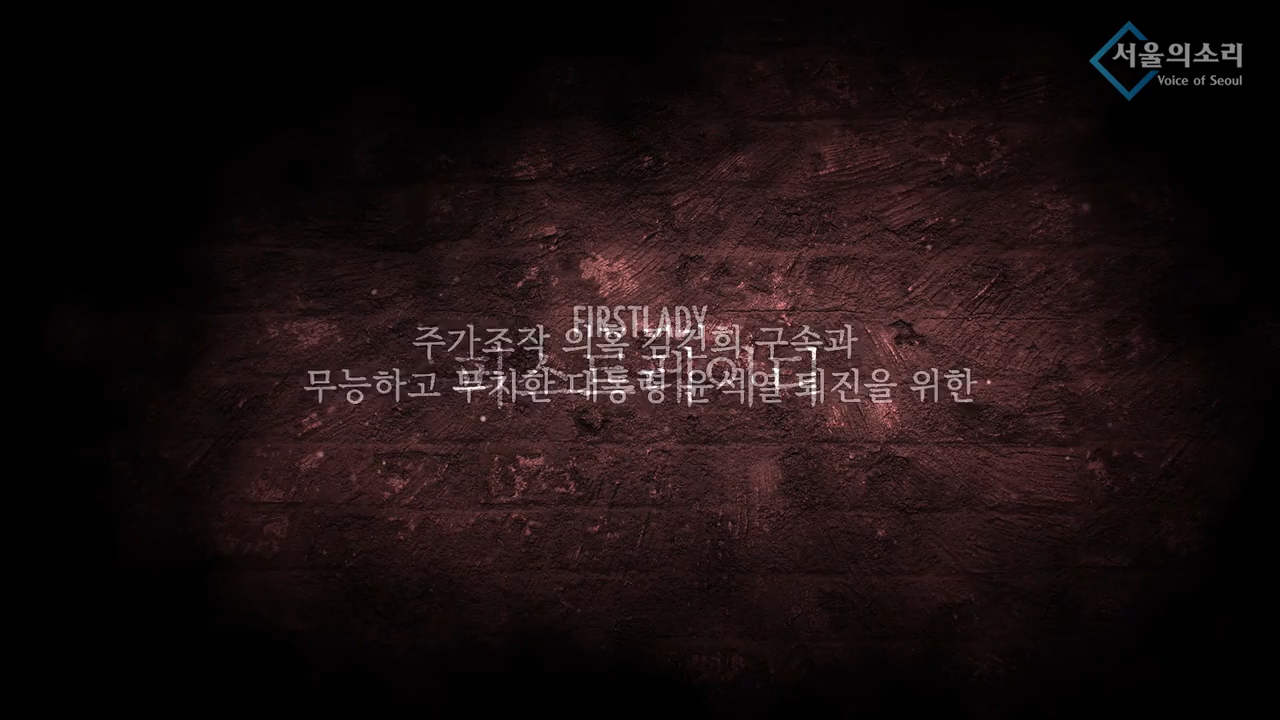 서울의소리
Voice of Seoul
FIRSTLADY
주가조작 의혹 김건희 구속과
무능하고 무치한 대통령 윤석열 퇴진을 위한